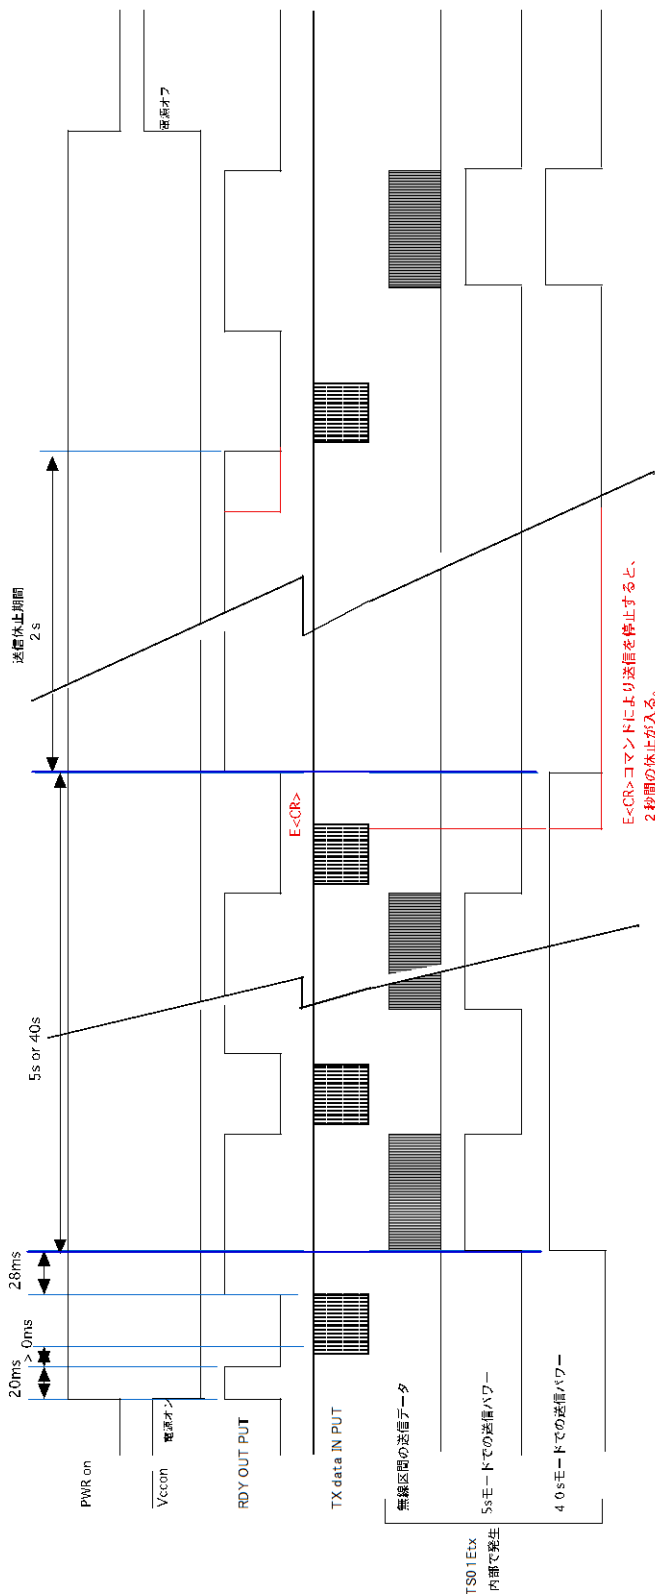 送信休止期間
2 s
5s or 40s
28ms
> 0ms
20ms
PWR on
Vccon
電源オン
電源オフ
RDY OUT PUT
TX data IN PUT
E<CR>
無線区間の送信データ
5sモードでの送信パワー
40sモードでの送信パワー
TS01Etx
内部で発生
E<CR>コマンドにより送信を停止すると、
2秒間の休止が入る。